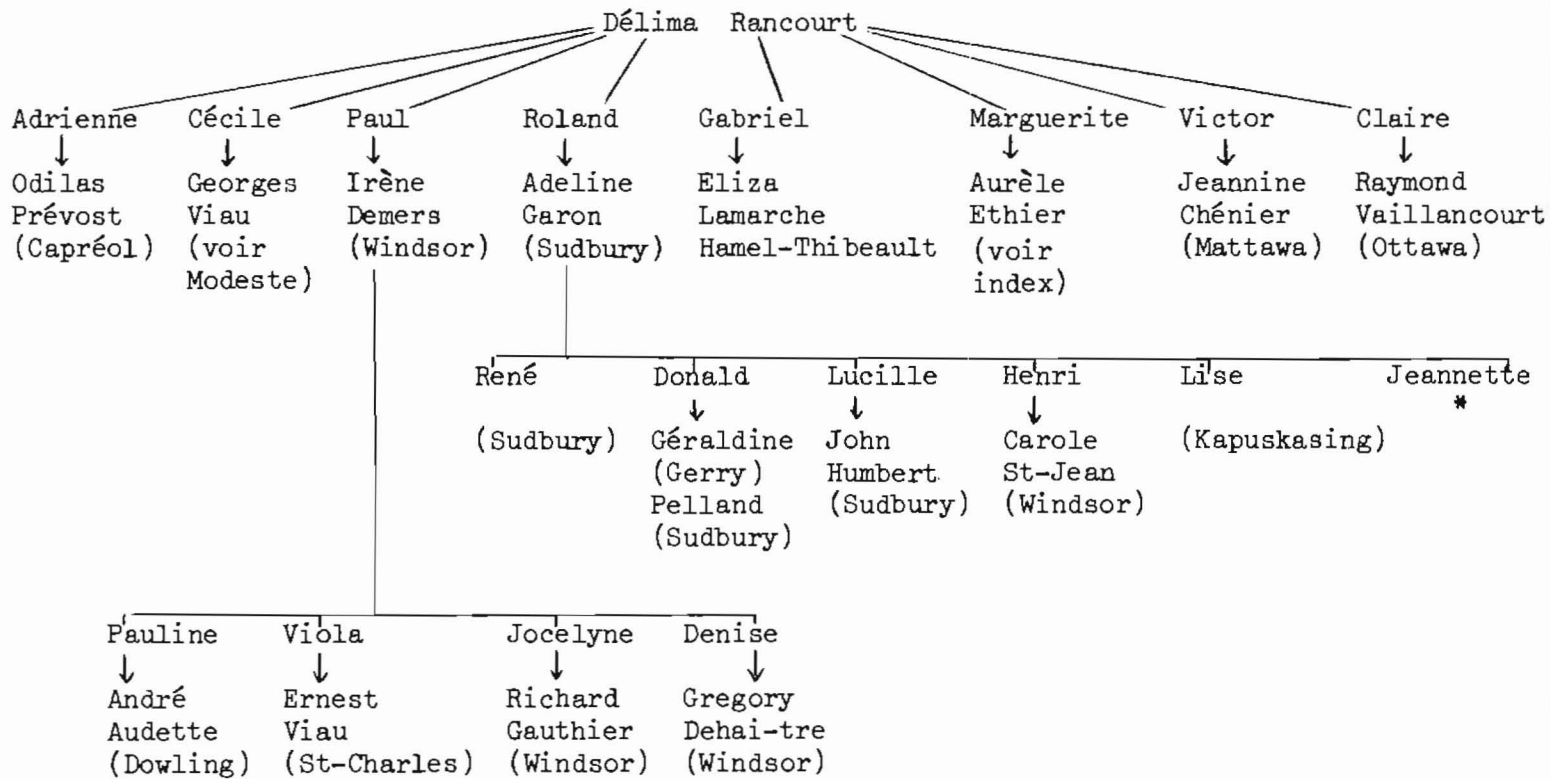 Délima Rancourt
Adrienne Cécile Paul Roland Gabriel Marguerite Victor Claire
↓ ↓ ↓ ↓ ↓ ↓ ↓ ↓
Odilas Georges Irène Adeline Eliza Aurèle Jeannine Raymond
Prévost Viau Demers Garon Lamarche Ethier Chénier Vaillancourt
(Capréol) (voir (Windsor) (Sudbury) Hamel-Thibeault (voir (Mattawa) (Ottawa)
Modeste) index)
René Donald Lucille Henri Lise Jeannette
↓ ↓ ↓ *
(Sudbury) Géraldine John Carole (Kapuskasing)
(Gerry) Humbert St-Jean
Pelland (Sudbury) (Windsor)
(Sudbury)
Pauline Viola Jocelyne Denise
↓ ↓ ↓ ↓
André Ernest Richard Gregory
Audette Viau Gauthier Dehai-tre
(Dowling) (St-Charles) (Windsor) (Windsor)